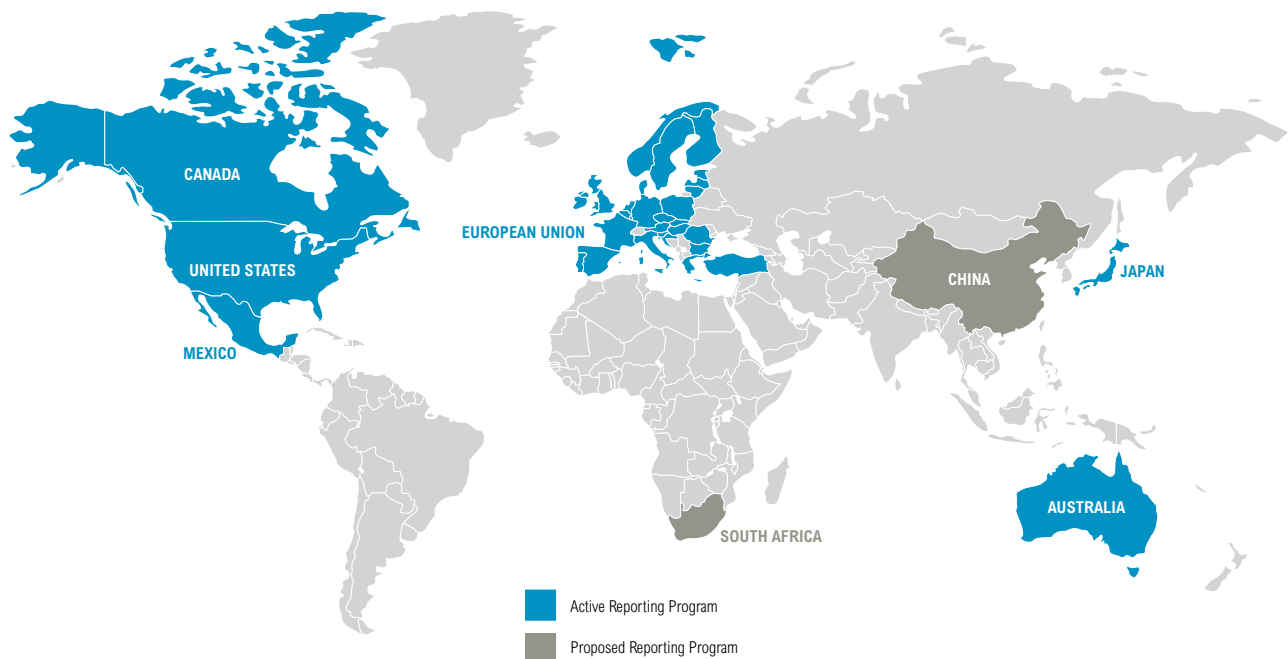 CANADA
EUROPEAN UNION
UNITED STATES
CHINA
JAPAN
MEXICO
AUSTRALIA
SOUTH AFRICA
Active Reporting Program
Proposed Reporting Program